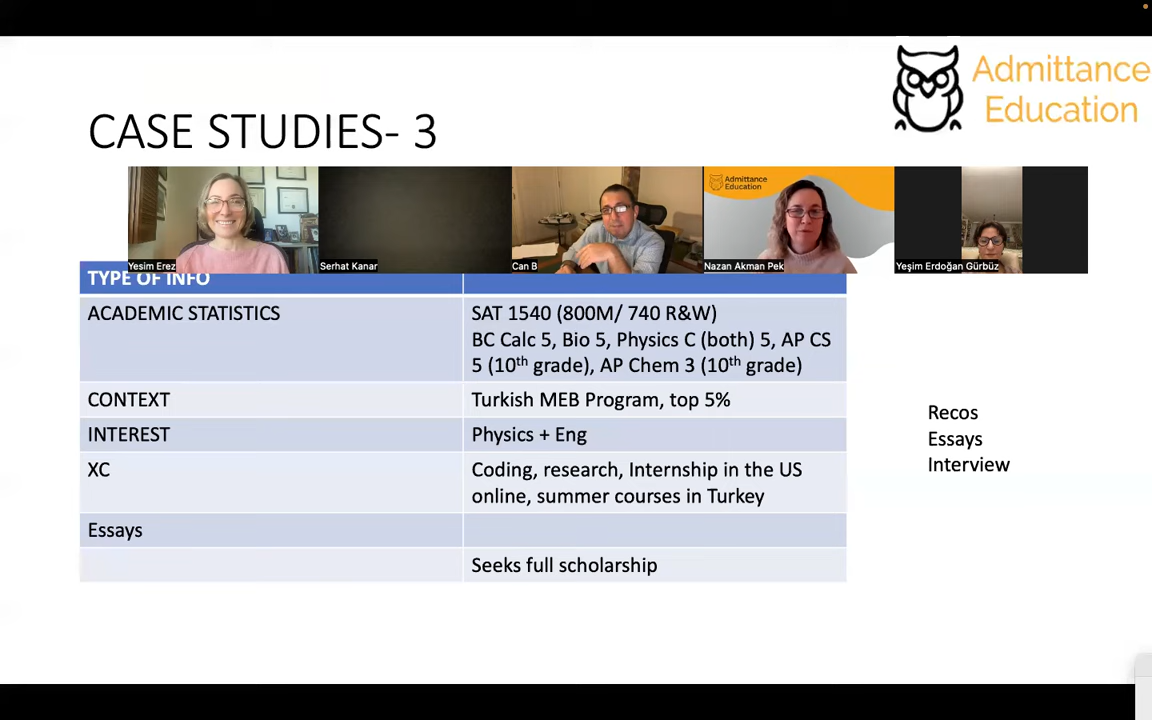 Admittance
Education
CASE STUDIES- 3
Admittance
Education
Yesim Erez
Serhat Kanar
Can B
Nazan Akman Pek
Yeşim Erdoğan Gürbüz
TYPE OF INFO
ACADEMIC STATISTICS
SAT 1540 (800M/ 740 R&W)
BC Calc 5, Bio 5, Physics C (both) 5, AP CS
5 (10th grade), AP Chem 3 (10th grade)
CONTEXT
Turkish MEB Program, top 5%
INTEREST
Physics + Eng
XC
Coding, research, Internship in the US
online, summer courses in Turkey
Essays
Seeks full scholarship
Recos
Essays
Interview